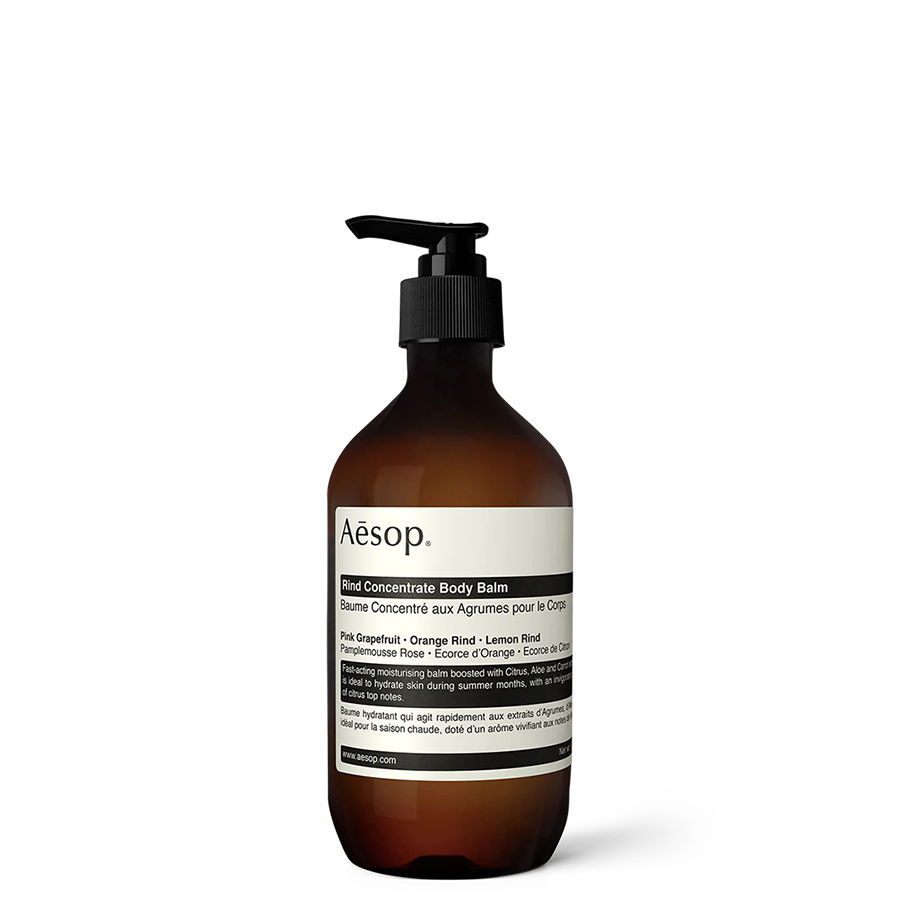 Aēsop®
Rind Concentrate Body Balm
Baume Concentré aux Agrumes pour le Corps
Pink Grapefruit • Orange Rind • Lemon Rind
Pamplemousse Rose • Ecorce d'Orange • Ecorce de Citron
Fast-acting moisturising balm boosted with Citrus, Aloe and Carrot
is ideal to hydrate skin during summer months, with an
of citrus top notes.
Baume hydratant qui agit rapidement aux extraits d'Agrumes,
idéal pour la saison chaude, doté d'un arôme vivifiant aux notes de
www.aesop.com
Net